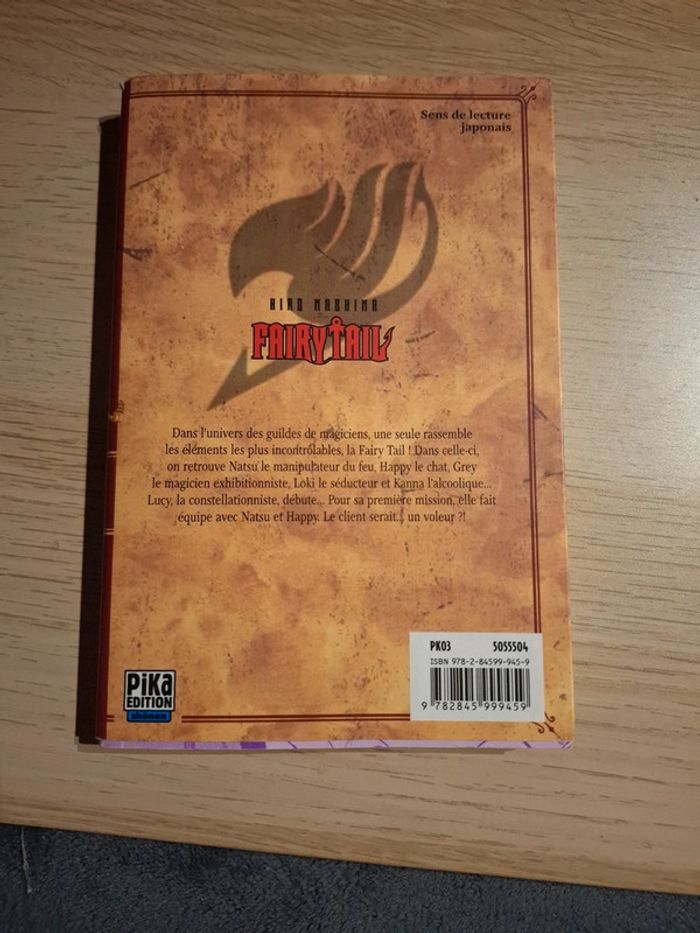 Sens de lecture
japonais
HIRO MASHIMA
FAIRY TAIL
Dans l'univers des guildes de magiciens, une seule rassemble
les éléments les plus incontrôlables, la Fairy Tail ! Dans celle-ci,
on retrouve Natsu le manipulateur du feu, Happy le chat, Grey
le magicien exhibitionniste, Loki le séducteur et Kanna l'alcoolique...
Lucy, la constellationniste, débute... Pour sa première mission, elle fait
équipe avec Natsu et Happy. Le client serait... un voleur ?!
PK03 5055504
ISBN 978-2-84599-945-9
9 782845 999459
PiKA
EDITION
shônen